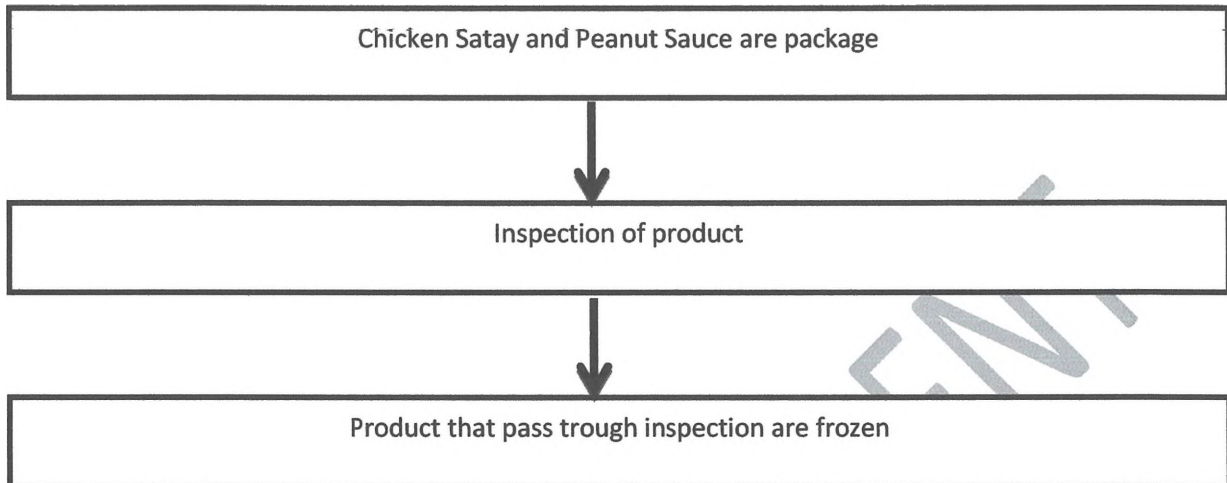 Chicken Satay and Peanut Sauce are package
Inspection of product
Product that pass trough inspection are frozen